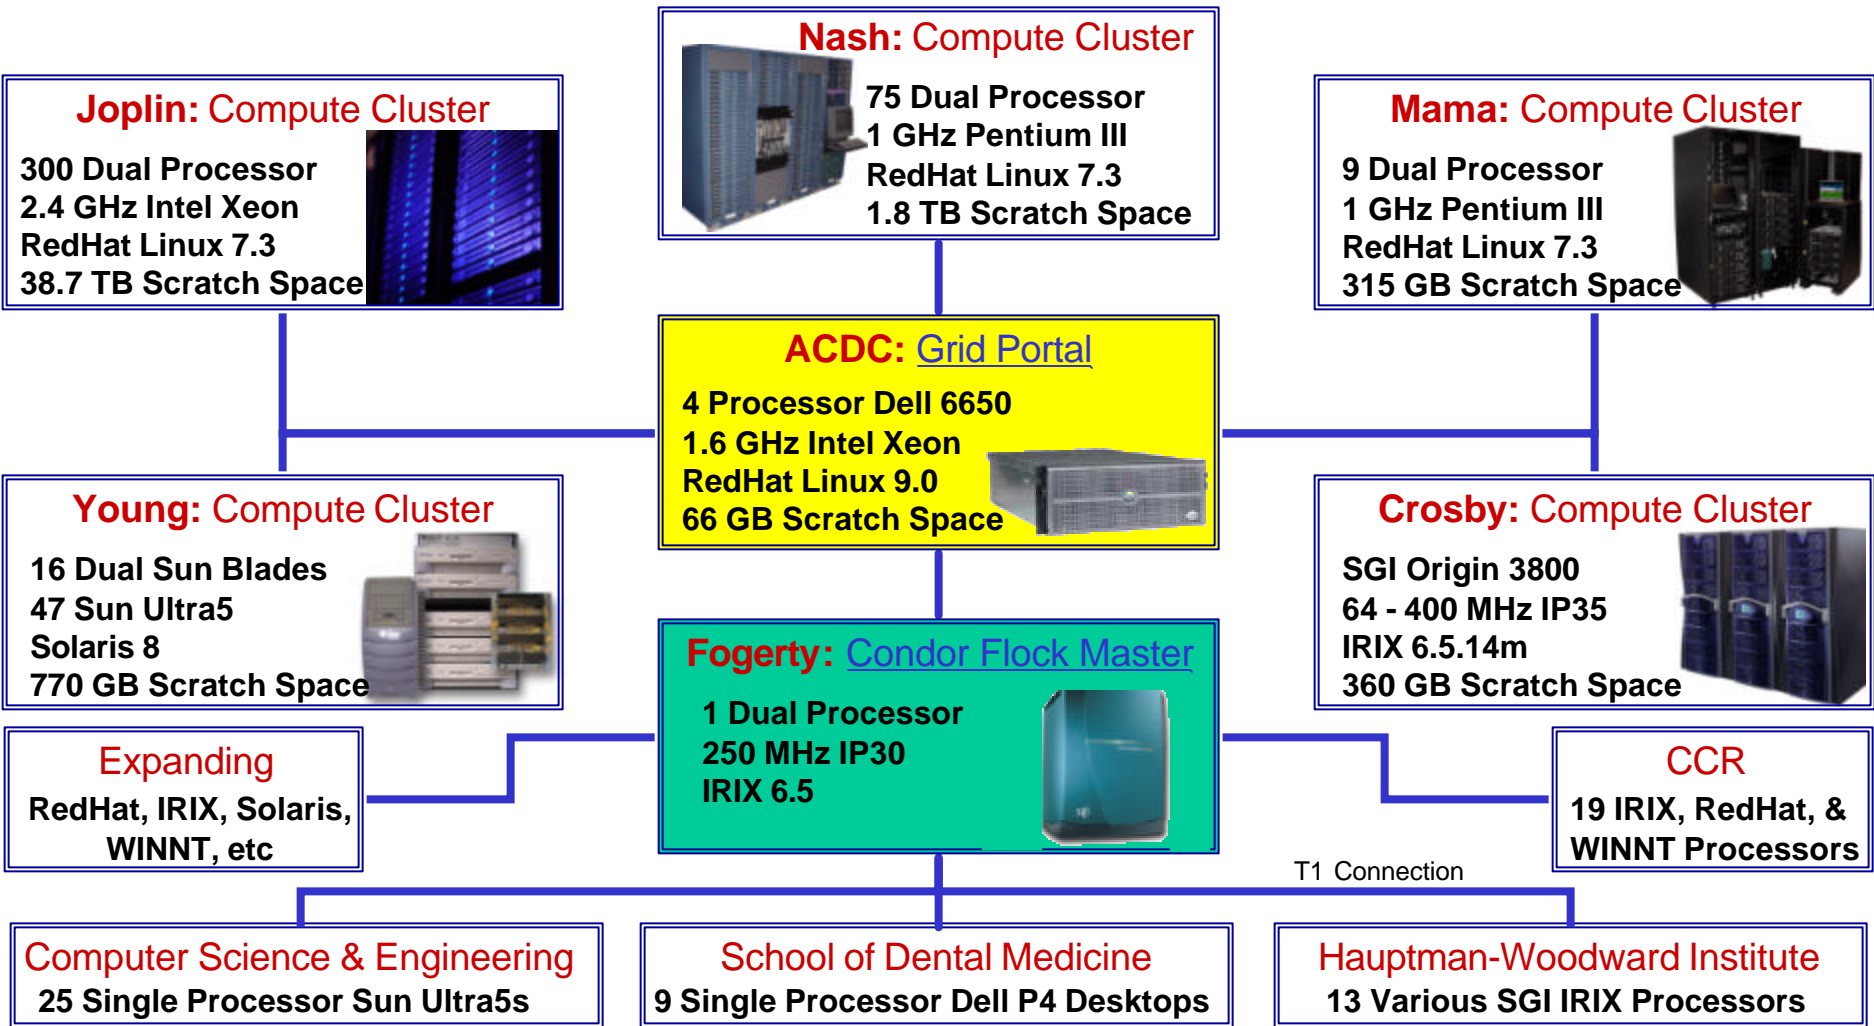 Nash: Compute Cluster
75 Dual Processor
1 GHz Pentium III
RedHat Linux 7.3
1.8 TB Scratch Space
Joplin: Compute Cluster
300 Dual Processor
2.4 GHz Intel Xeon
RedHat Linux 7.3
38.7 TB Scratch Space
Mama: Compute Cluster
9 Dual Processor
1 GHz Pentium III
RedHat Linux 7.3
315 GB Scratch Space
ACDC: Grid Portal
4 Processor Dell 6650
1.6 GHz Intel Xeon
RedHat Linux 9.0
66 GB Scratch Space
Young: Compute Cluster
16 Dual Sun Blades
47 Sun Ultra5
Solaris 8
770 GB Scratch Space
Crosby: Compute Cluster
SGI Origin 3800
64 - 400 MHz IP35
IRIX 6.5.14m
360 GB Scratch Space
Fogerty: Condor Flock Master
1 Dual Processor
250 MHz IP30
IRIX 6.5
Expanding
RedHat, IRIX, Solaris,
WINNT, etc
CCR
19 IRIX, RedHat, &
WINNT Processors
T1 Connection
Computer Science & Engineering
25 Single Processor Sun Ultra5s
School of Dental Medicine
9 Single Processor Dell P4 Desktops
Hauptman-Woodward Institute
13 Various SGI IRIX Processors